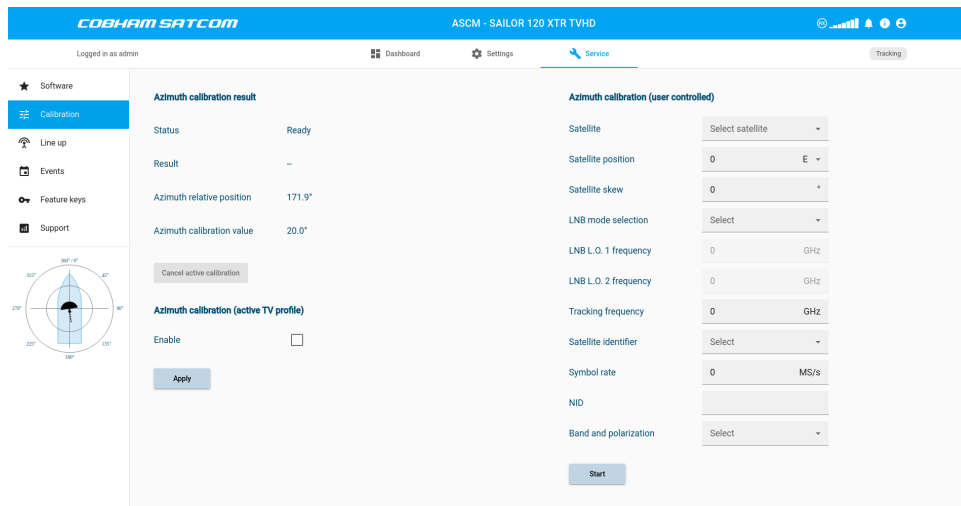 COBHAM SATCOM
ASCM - SAILOR 120 XTR TVHD
RX
Logged in as admin
Dashboard
Settings
Service
Tracking
Software
Calibration
Line up
Events
Feature keys
Support
360° / 0°
315°
45°
270°
90°
225°
135°
180°
Azimuth calibration result
Status Ready
Result --
Azimuth relative position 171.9°
Azimuth calibration value 20.0°
Cancel active calibration
Azimuth calibration (active TV profile)
Enable
Apply
Azimuth calibration (user controlled)
Satellite Select satellite
Satellite position 0 E
Satellite skew 0 °
LNB mode selection Select
LNB L.O. 1 frequency 0 GHz
LNB L.O. 2 frequency 0 GHz
Tracking frequency 0 GHz
Satellite identifier Select
Symbol rate 0 MS/s
NID
Band and polarization Select
Start